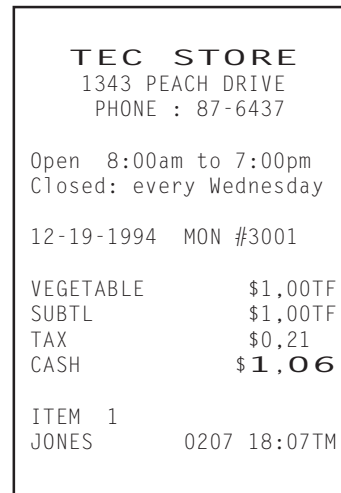 TEC STORE
1343 PEACH DRIVE
PHONE : 87-6437
Open 8:00am to 7:00pm
Closed: every Wednesday
12-19-1994 MON #3001
VEGETABLE $1,00TF
SUBTL $1,00TF
TAX $0,21
CASH $1,06
ITEM 1
JONES 0207 18:07TM